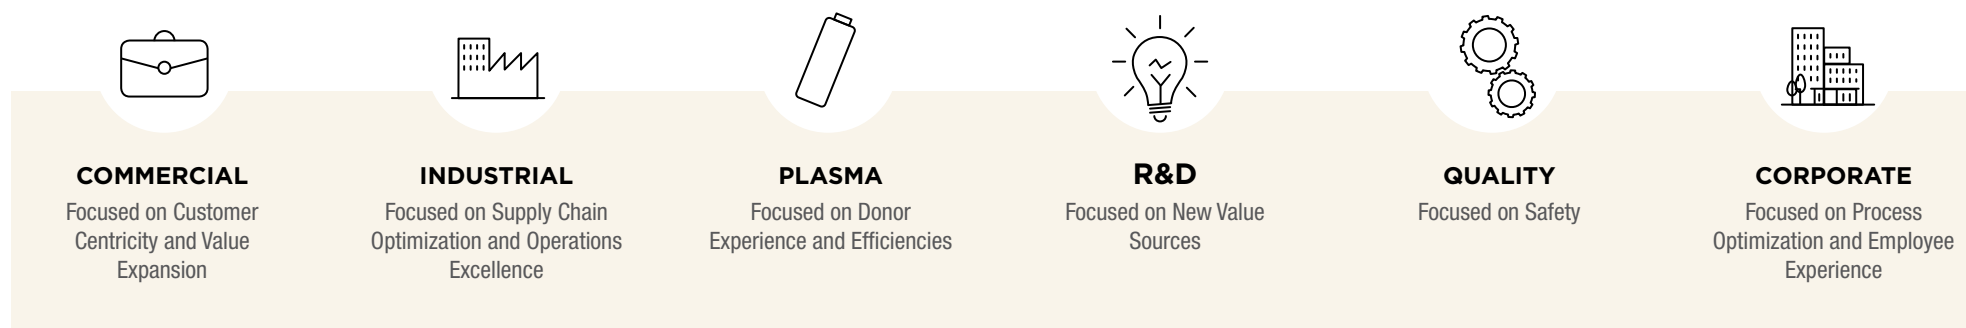 COMMERCIAL
Focused on Customer
Centricity and Value
Expansion
INDUSTRIAL
Focused on Supply Chain
Optimization and Operations
Excellence
PLASMA
Focused on Donor
Experience and Efficiencies
R&D
Focused on New Value
Sources
QUALITY
Focused on Safety
CORPORATE
Focused on Process
Optimization and Employee
Experience